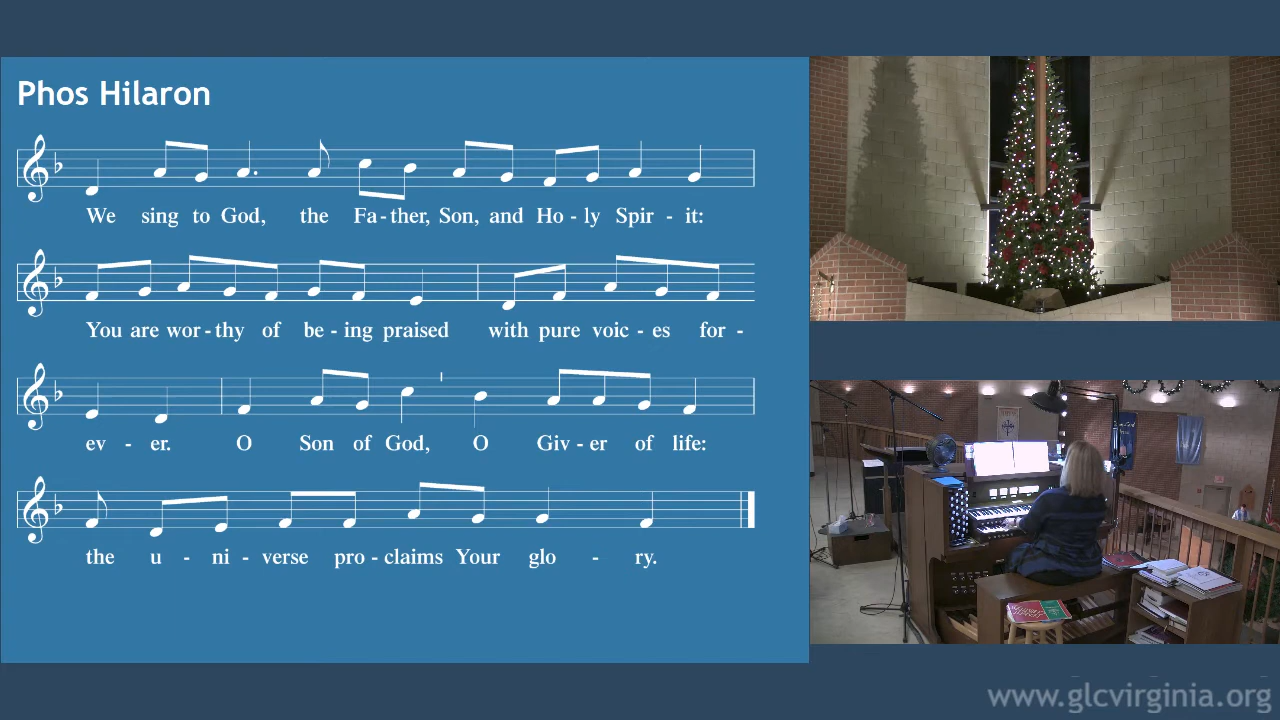 Phos Hilaron
We sing to God, the Fa - ther, Son, and Ho - ly Spir - it:
You are wor - thy of be - ing praised with pure voic - es for -
ev - er. O Son of God, O Giv - er of life:
the u - ni - verse pro - claims Your glo - ry.
www.glcvirginia.org